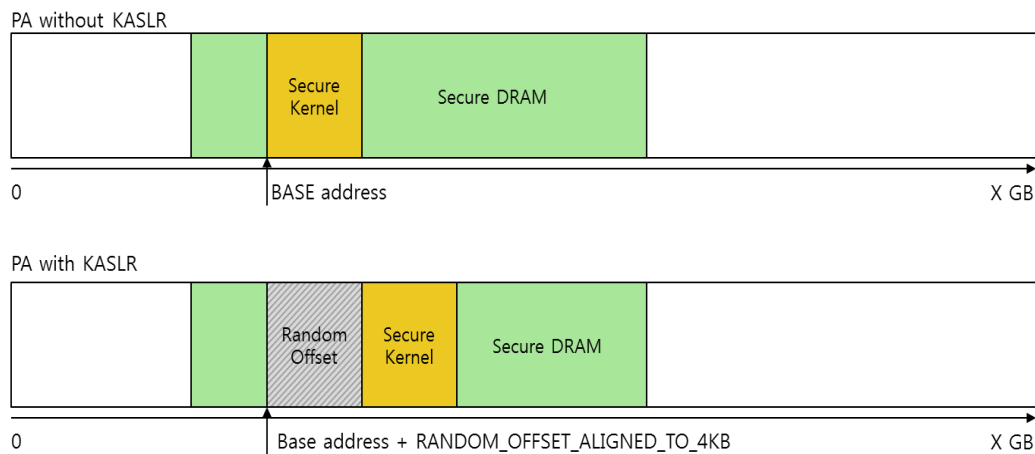 PA without KASLR
Secure
Kernel
Secure DRAM
0
BASE address
X GB
PA with KASLR
Random
Offset
Secure
Kernel
Secure DRAM
0
Base address + RANDOM_OFFSET_ALIGNED_TO_4KB
X GB